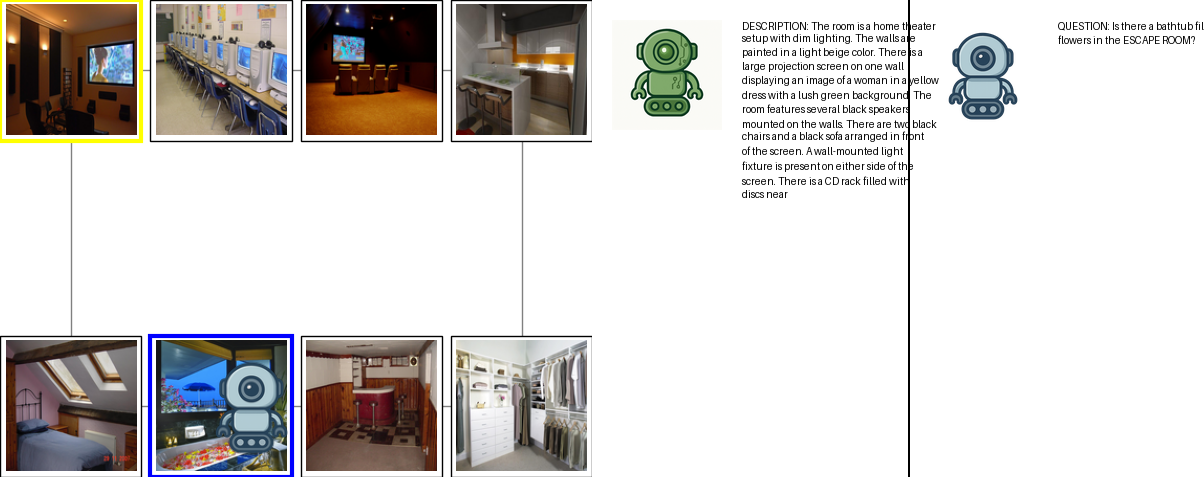 DESCRIPTION: The room is a home theater
setup with dim lighting. The walls are
painted in a light beige color. There is a
large projection screen on one wall
displaying an image of a woman in a yellow
dress with a lush green background. The
room features several black speakers
mounted on the walls. There are two black
chairs and a black sofa arranged in front
of the screen. A wall-mounted light
fixture is present on either side of the
screen. There is a CD rack filled with
discs near
QUESTION: Is there a bathtub fil
flowers in the ESCAPE ROOM?